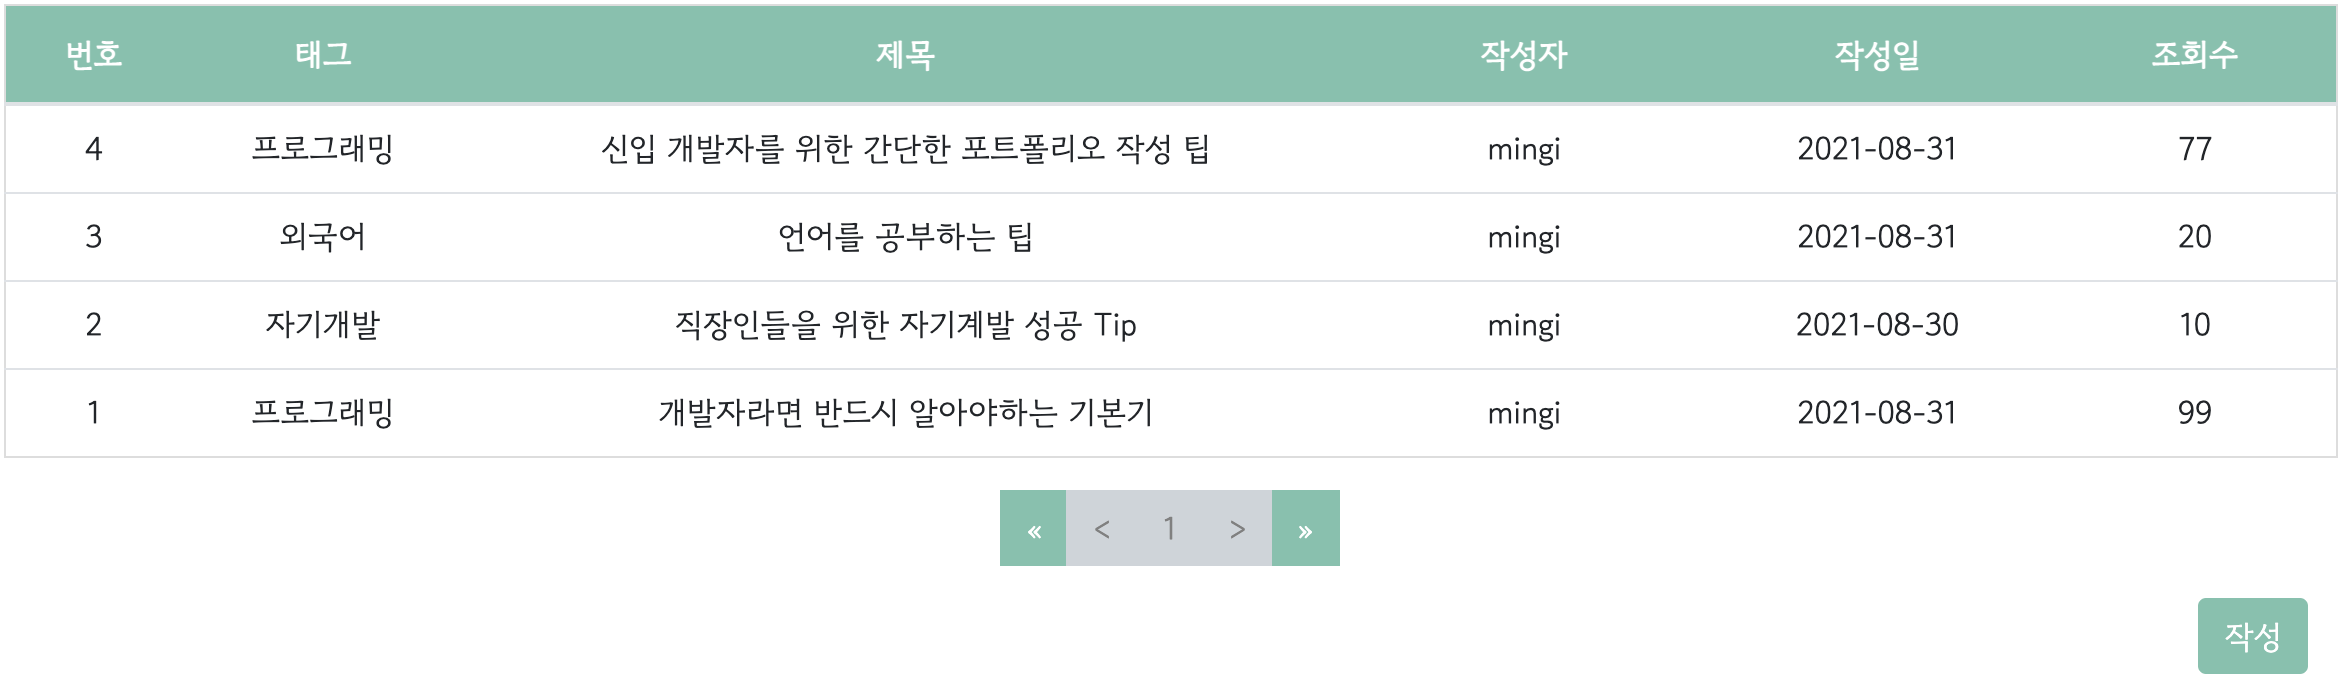 번호 태그 제목 작성자 작성일 조회수
4 프로그래밍 신입 개발자를 위한 간단한 포트폴리오 작성 팁 mingi 2021-08-31 77
3 외국어 언어를 공부하는 팁 mingi 2021-08-31 20
2 자기개발 직장인들을 위한 자기계발 성공 Tip mingi 2021-08-30 10
1 프로그래밍 개발자라면 반드시 알아야하는 기본기 mingi 2021-08-31 99
« < 1 > »
작성